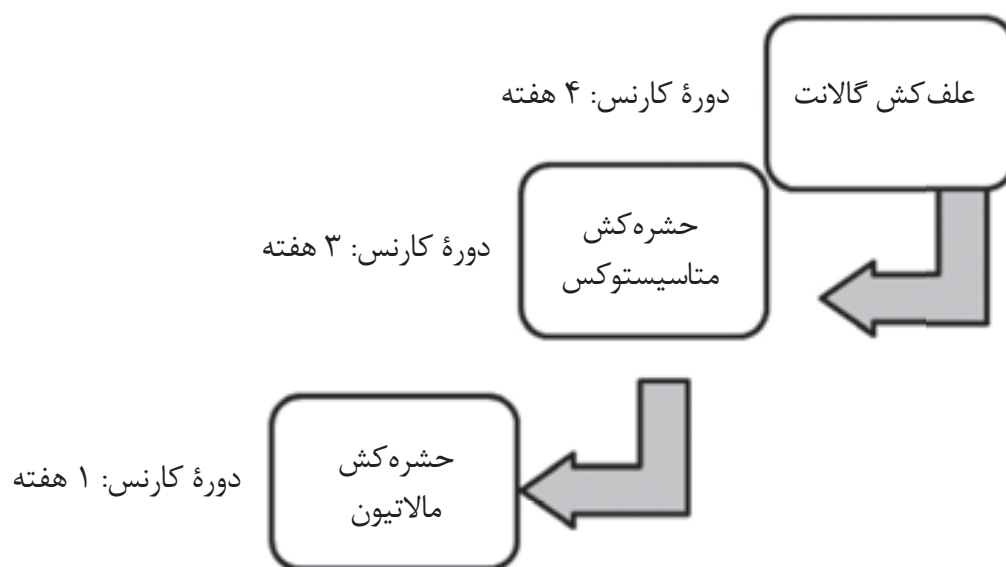 علف‌کش گالانت
دورهٔ کارنس: ۴ هفته
حشره‌کش
متاسیستوکس
دورهٔ کارنس: ۳ هفته
حشره‌کش
مالاتیون
دورهٔ کارنس: ۱ هفته